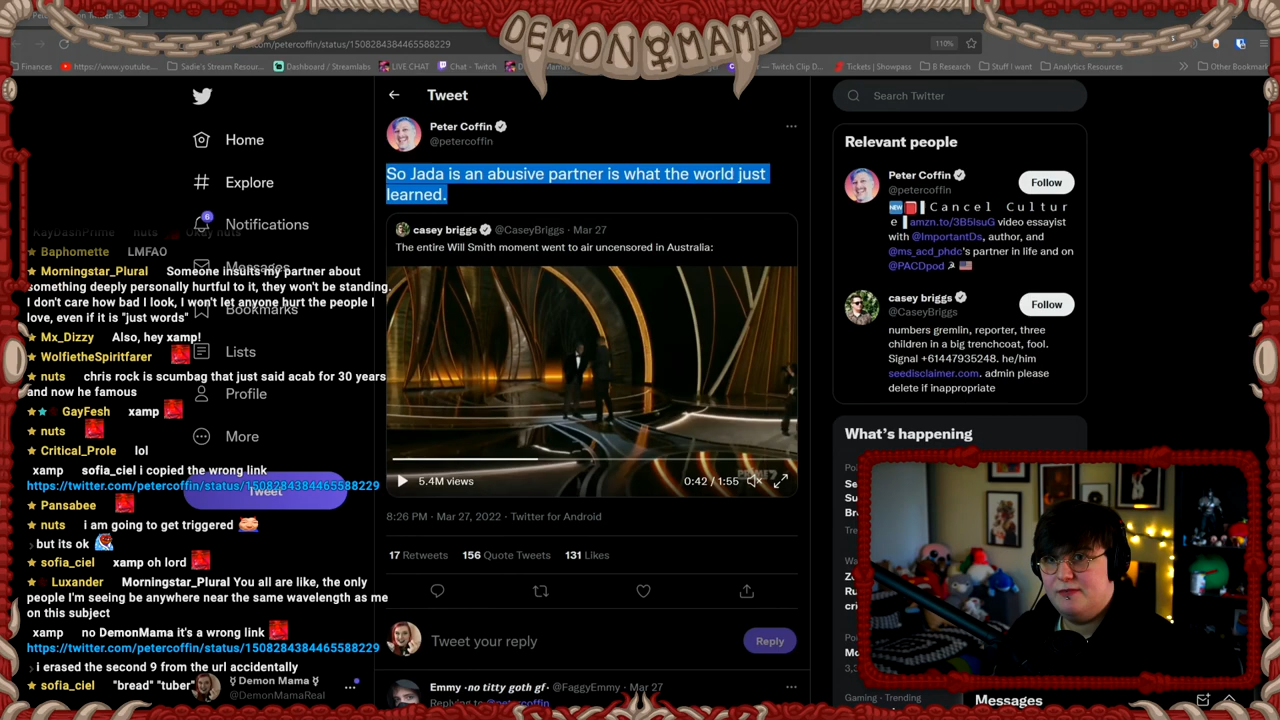 DEMON MAMA
.com/petercoffin/status/1508284384465588229
110%
Finances
https://www.youtube...
Sadie's Stream Resour...
Dashboard / Streamlabs
LIVE CHAT
Chat - Twitch
Twitch Clip D...
Tickets | Showpass
B Research
Stuff I want
Analytics Resources
Other Bookmark
Home
Explore
6
Notifications
Messages
Bookmarks
Lists
Profile
More
Tweet
☿ Demon Mama ☿
@DemonMamaReal
Baphomette LMFAO
Morningstar_Plural Someone insults my partner about
something deeply personally hurtful to it, they won't be standing.
I don't care how bad I look, I won't let anyone hurt the people I
love, even if it is "just words"
Mx_Dizzy Also, hey xamp!
WolfietheSpiritfarer
nuts chris rock is scumbag that just said acab for 30 years
and now he famous
GayFesh xamp
nuts
Critical_Prole lol
xamp sofia_ciel i copied the wrong link
https://twitter.com/petercoffin/status/1508284384465588229
Pansabee
nuts i am going to get triggered
but its ok
sofia_ciel xamp oh lord
Luxander Morningstar_Plural You all are like, the only
people I'm seeing be anywhere near the same wavelength as me
on this subject
xamp no DemonMama it's a wrong link
https://twitter.com/petercoffin/status/1508284384465588229
i erased the second 9 from the url accidentally
sofia_ciel "bread" "tuber"
Tweet
Peter Coffin
@petercoffin
So Jada is an abusive partner is what the world just
learned.
casey briggs @CaseyBriggs · Mar 27
The entire Will Smith moment went to air uncensored in Australia:
5.4M views
0:42 / 1:55
8:26 PM · Mar 27, 2022 · Twitter for Android
17 Retweets 156 Quote Tweets 131 Likes
Tweet your reply
Reply
Emmy -no titty goth gf- @FaggyEmmy · Mar 27
Replying to @petercoffin
Search Twitter
Relevant people
Peter Coffin
@petercoffin
Follow
C a n c e l C u l t u r
e amzn.to/3B5lsuG video essayist
with @ImportantDs, author, and
@ms_acd_phdc's partner in life and on
@PACDpod
casey briggs
@CaseyBriggs
Follow
numbers gremlin, reporter, three
children in a big trenchcoat, fool.
Signal +61447935248. he/him
seedisclaimer.com. admin please
delete if inappropriate
What's happening
Gaming · Trending
Messages